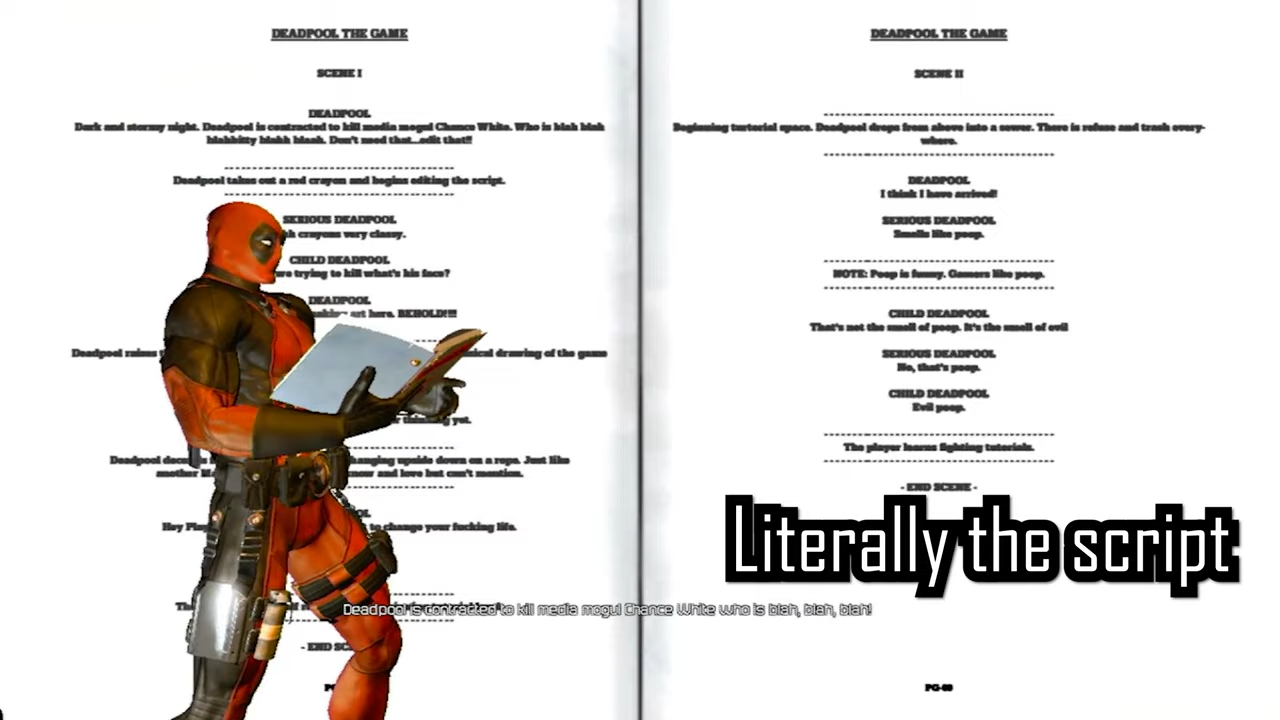 DEADPOOL THE GAME
SCENE I
DEADPOOL
Dark and stormy night. Deadpool is contracted to kill media mogul Chance White. Who is blah blah
blahbitty blahh blaah. Don't need that...edit that!!
Deadpool takes out a red crayon and begins editing the script.
SERIOUS DEADPOOL
crayons very classy.
CHILD DEADPOOL
trying to kill what's his face?
DEADPOOL
art here. BEHOLD!!!!
Deadpool
drawing of the game
yet.
Deadpool
hanging upside down on a rope. Just like
another
know and love but can't mention.
Hey
to change your fucking life.
Deadpool is contracted to kill media mogul Chance White who is blah, blah, blah!
- END
DEADPOOL THE GAME
SCENE II
Beginning turtorial space. Deadpool drops from above into a sewer. There is refuse and trash every-
where.
DEADPOOL
I think I have arrived!
SERIOUS DEADPOOL
Smells like poop.
NOTE: Poop is funny. Gamers like poop.
CHILD DEADPOOL
That's not the smell of poop. It's the smell of evil
SERIOUS DEADPOOL
No, that's poop.
CHILD DEADPOOL
Evil poop.
The player learns fighting tutorials.
- END SCENE -
Literally the script